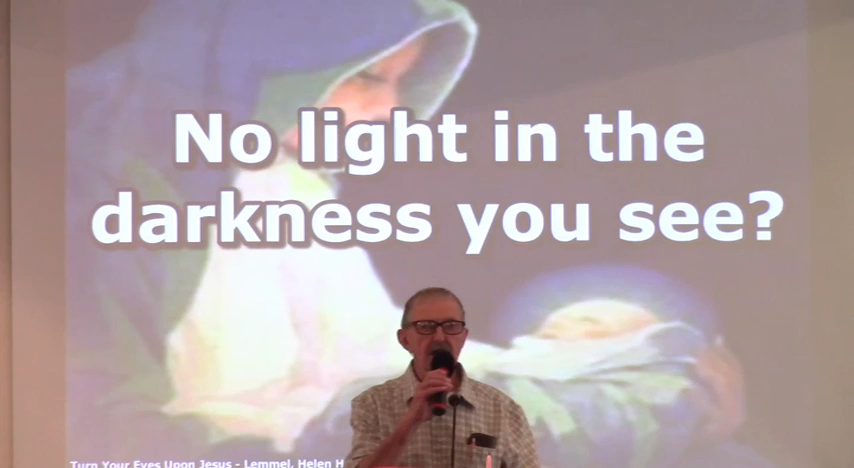 No light in the
darkness you see?
Turn Your Eyes Upon Jesus - Lemmel, Helen H